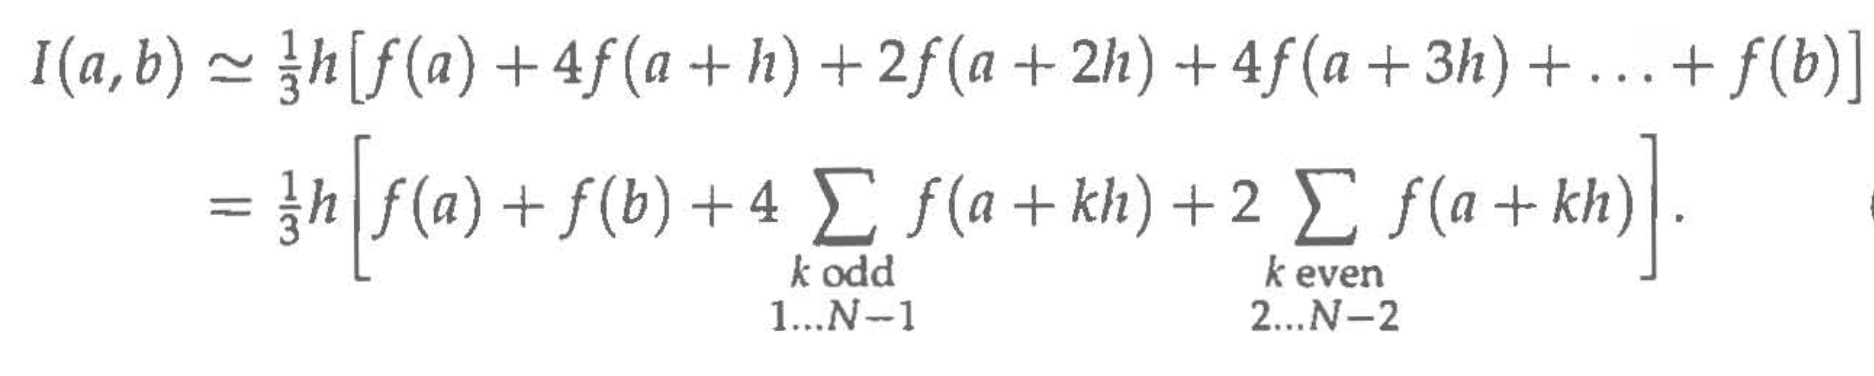 I(a, b) ≃ ⅓h[f(a) + 4f(a + h) + 2f(a + 2h) + 4f(a + 3h) + ... + f(b)]
= ⅓h[f(a) + f(b) + 4 ∑ f(a + kh) + 2 ∑ f(a + kh)].
k odd k even
1...N−1 2...N−2